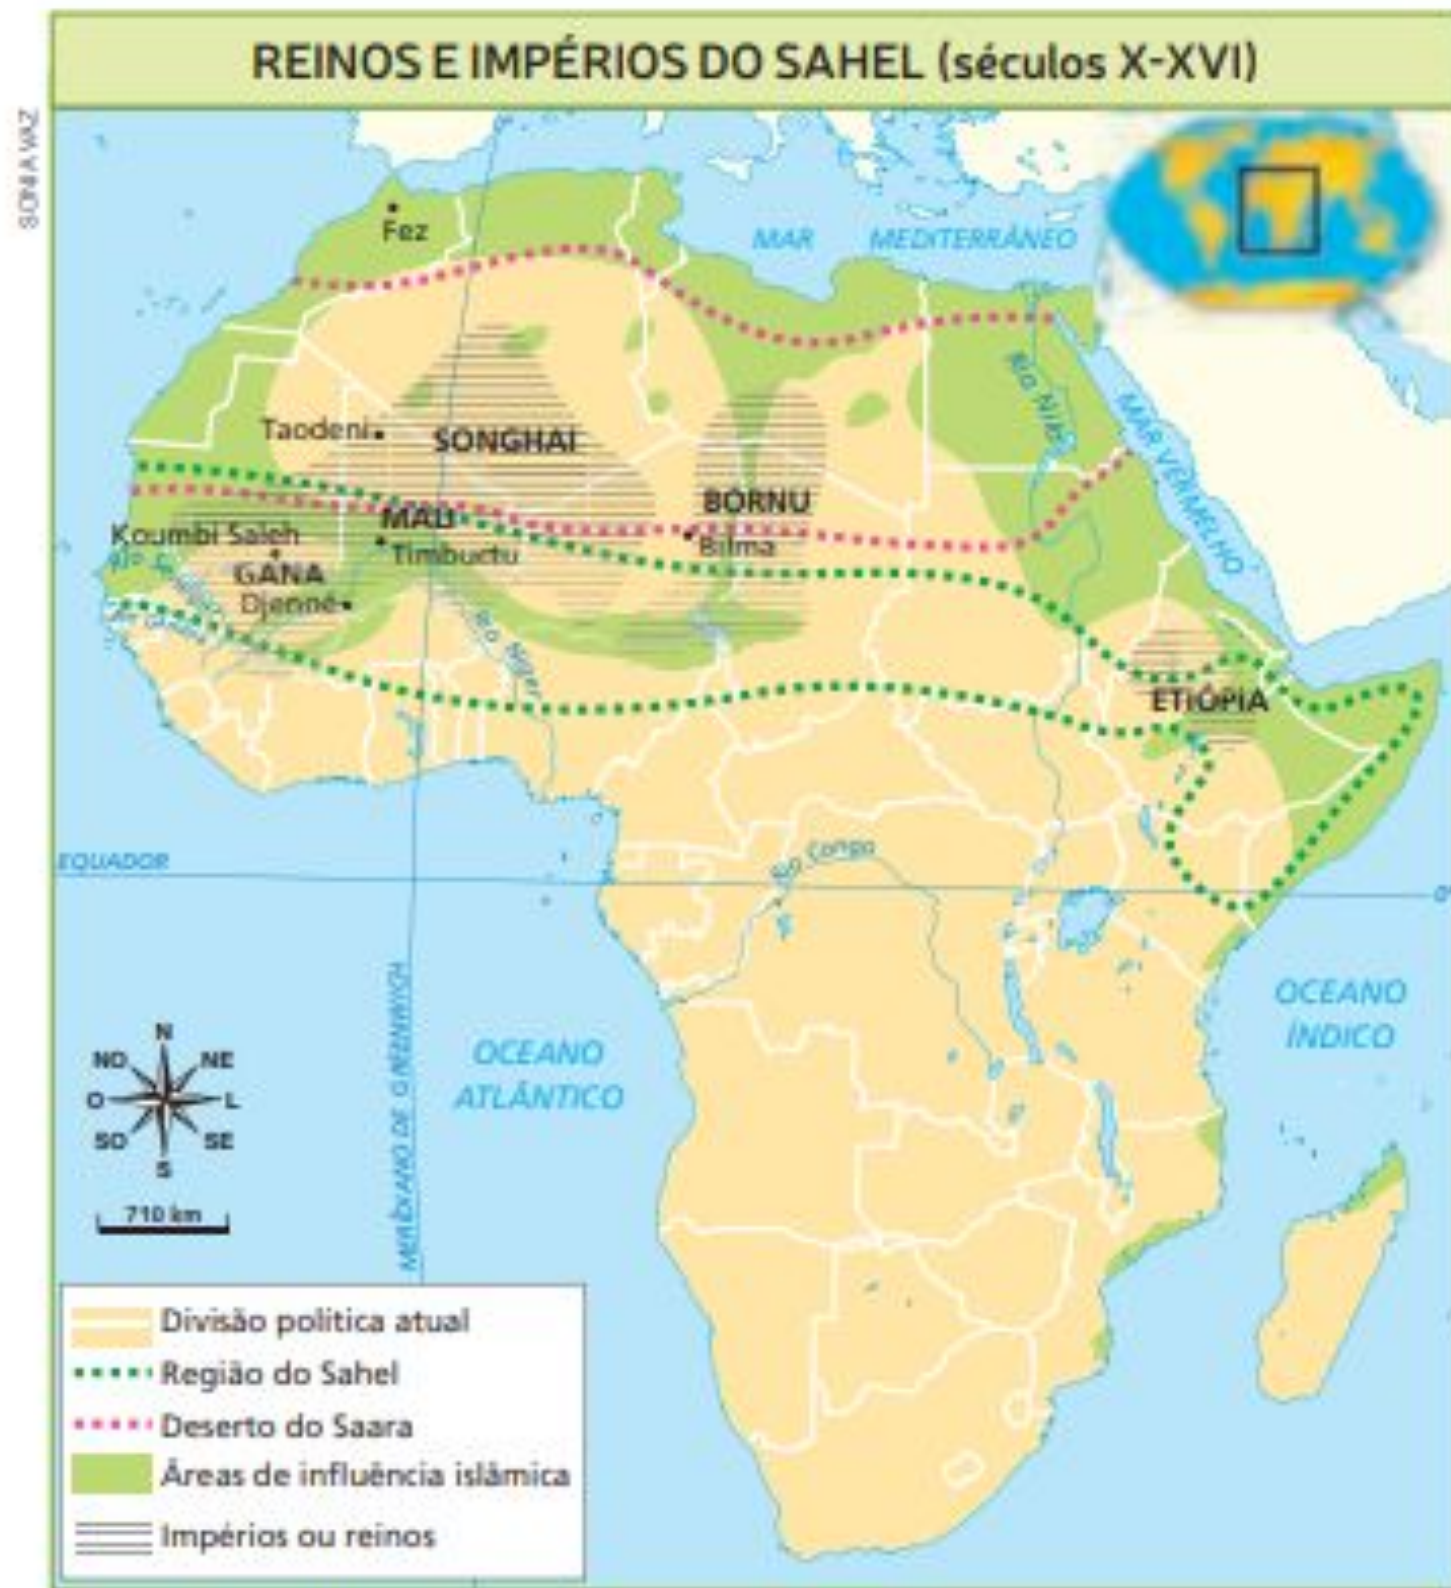 REINOS E IMPÉRIOS DO SAHEL (séculos X-XVI)
SONIA VAZ
Fez
MAR MEDITERRÂNEO
Rio Nilo
MAR VERMELHO
Taodeni
SONGHAI
BORNU
MALI
Bilma
Koumbi Saleh
Timbuctu
GANA
Djenné
Rio Níger
ETIÓPIA
EQUADOR
0°
Rio Congo
OCEANO
ÍNDICO
OCEANO
ATLÂNTICO
MERIDIANO DE GREENWICH
N
NO
NE
O
L
SO
SE
S
710 km
Divisão política atual
Região do Sahel
Deserto do Saara
Áreas de influência islâmica
Impérios ou reinos